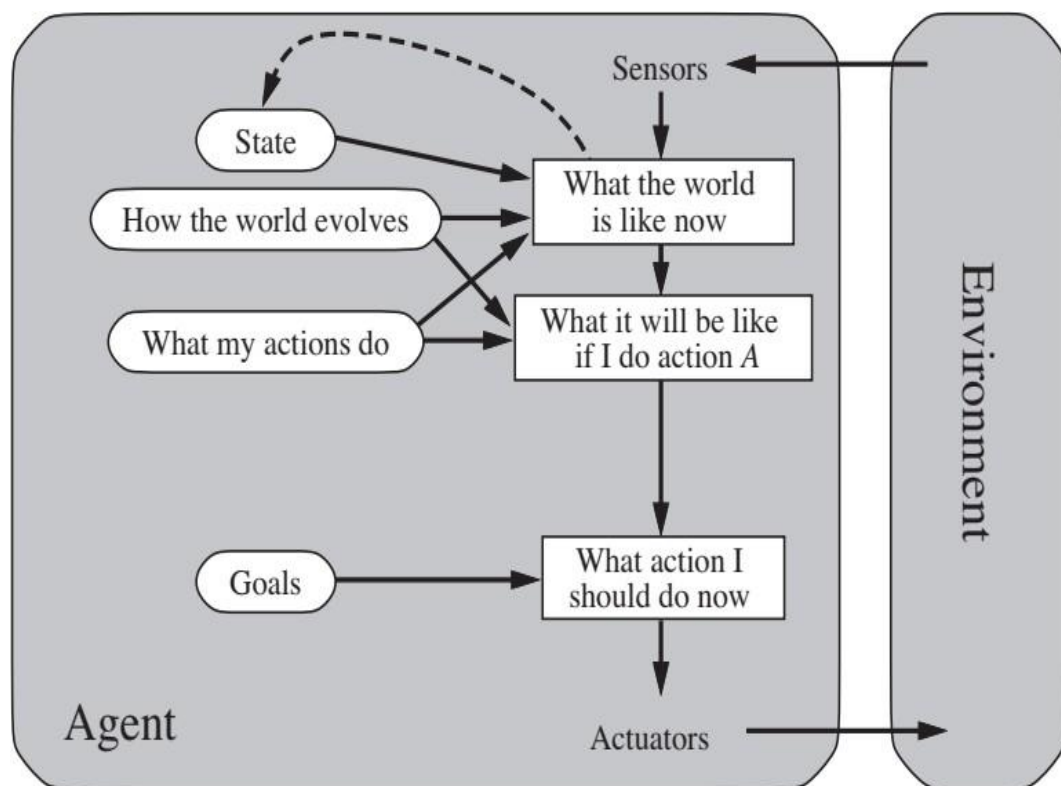 Sensors
State
What the world
is like now
How the world evolves
What my actions do
What it will be like
if I do action A
Goals
What action I
should do now
Agent
Actuators
Environment